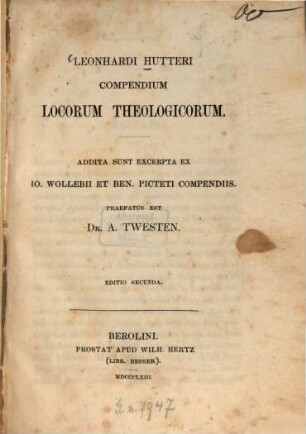 LEONHARDI HUTTERI
COMPENDIUM
LOCORUM THEOLOGICORUM.
ADDITA SUNT EXCERPTA EX
IO. WOLLEBII ET BEN. PICTETI COMPENDIIS.
PRAEFATUS EST
DR. A. TWESTEN.
EDITIO SECUNDA.
BEROLINI.
PROSTAT APUD WILH. HERTZ
(LIBR. BESSER).
MDCCCLXIII.
7947